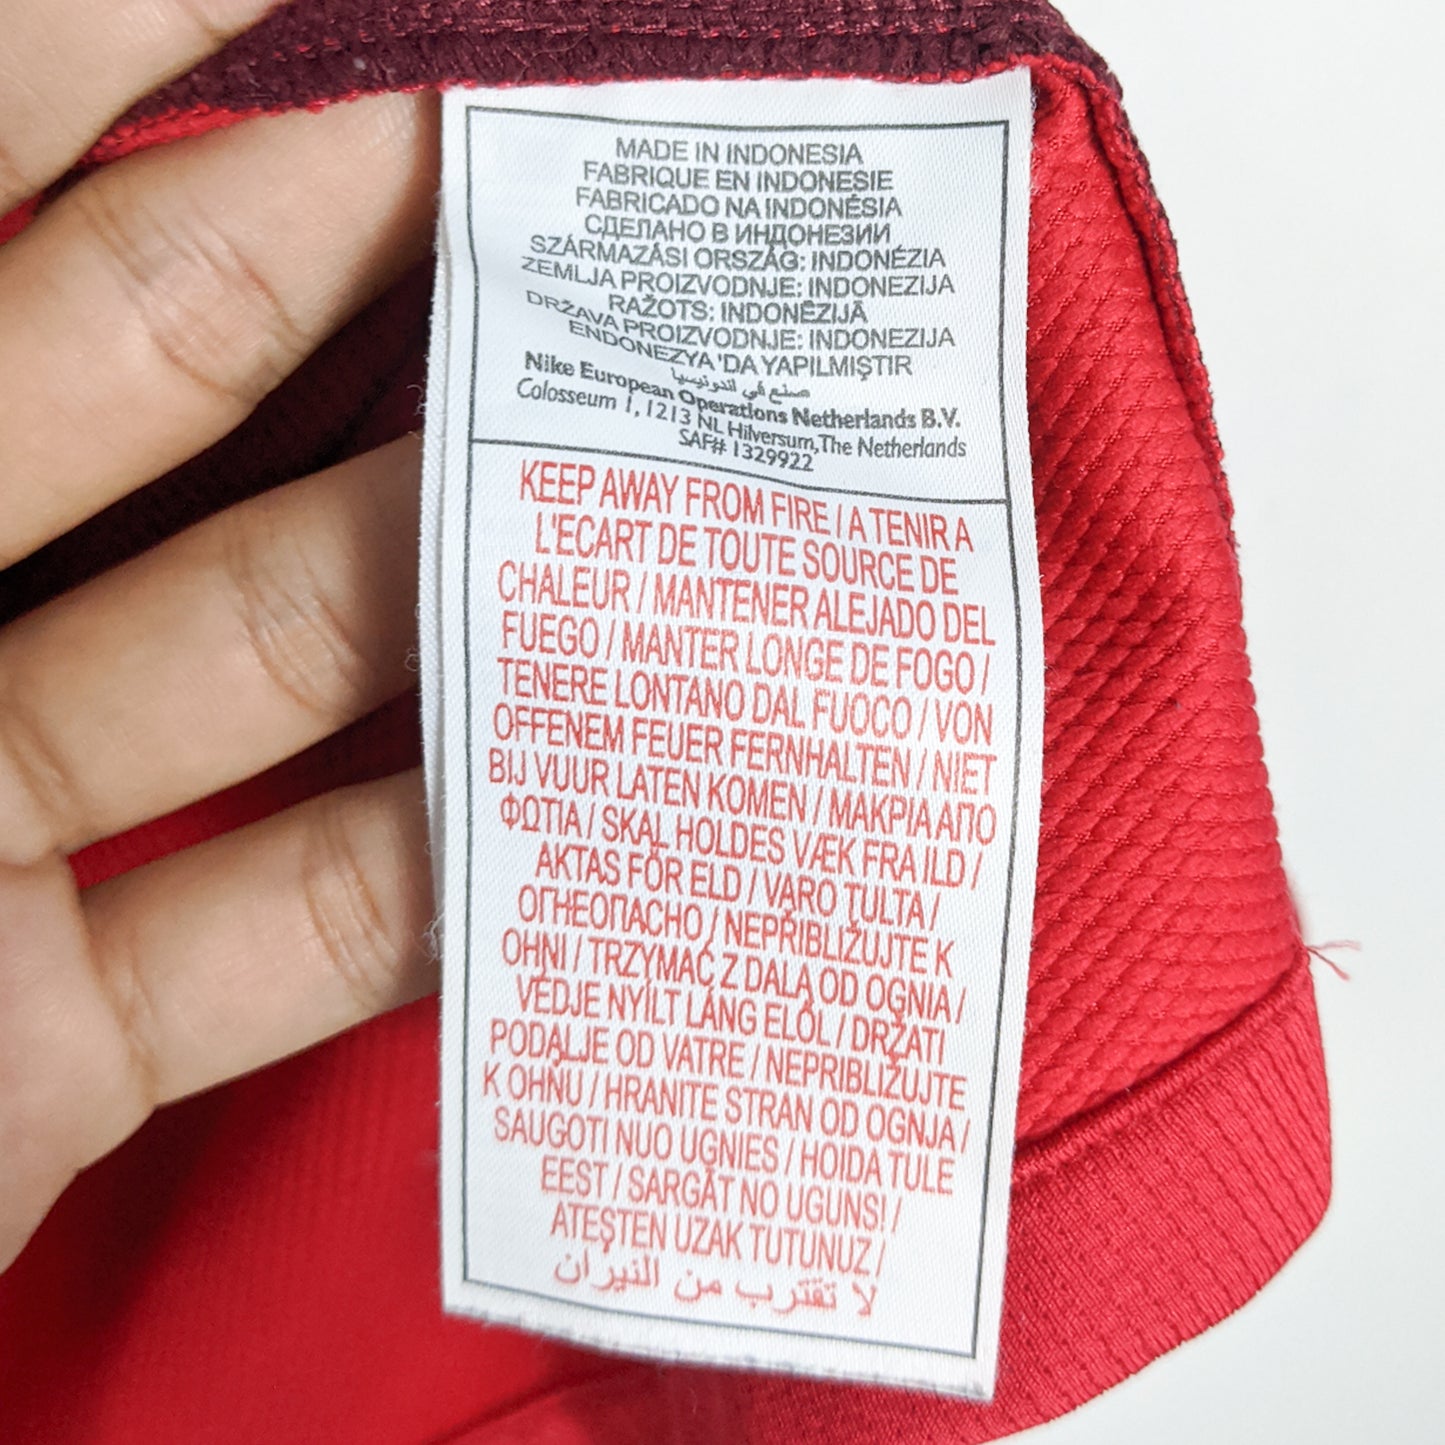 MADE IN INDONESIA
FABRIQUE EN INDONESIE
FABRICADO NA INDONÉSIA
СДЕЛАНО В ИНДОНЕЗИИ
SZÁRMAZÁSI ORSZÁG: INDONÉZIA
ZEMLJA PROIZVODNJE: INDONEZIJA
RAŽOTS: INDONĒZIJĀ
DRŽAVA PROIZVODNJE: INDONEZIJA
ENDONEZYA 'DA YAPILMIŞTIR
صنع في اندونيسيا
Nike European Operations Netherlands B.V.
Colosseum 1, 1213 NL Hilversum, The Netherlands
SAF# 1329922
KEEP AWAY FROM FIRE / A TENIR A
L'ECART DE TOUTE SOURCE DE
CHALEUR / MANTENER ALEJADO DEL
FUEGO / MANTER LONGE DE FOGO /
TENERE LONTANO DAL FUOCO / VON
OFFENEM FEUER FERNHALTEN / NIET
BIJ VUUR LATEN KOMEN / ΜΑΚΡΙΑ ΑΠΟ
ΦΩΤΙΑ / SKAL HOLDES VÆK FRA ILD /
AKTAS FÖR ELD / VARO TULTA /
ОГНЕОПАСНО / NEPŘIBLIŽUJTE K
OHNI / TRZYMAĆ Z DALA OD OGNIA /
VÉDJE NYÍLT LÁNG ELŐL / DRŽATI
PODALJE OD VATRE / NEPRIBLIŽUJTE
K OHŇU / HRANITE STRAN OD OGNJA /
SAUGOTI NUO UGNIES / HOIDA TULE
EEST / SARGĀT NO UGUNS! /
ATEŞTEN UZAK TUTUNUZ /
لا تقترب من النيران